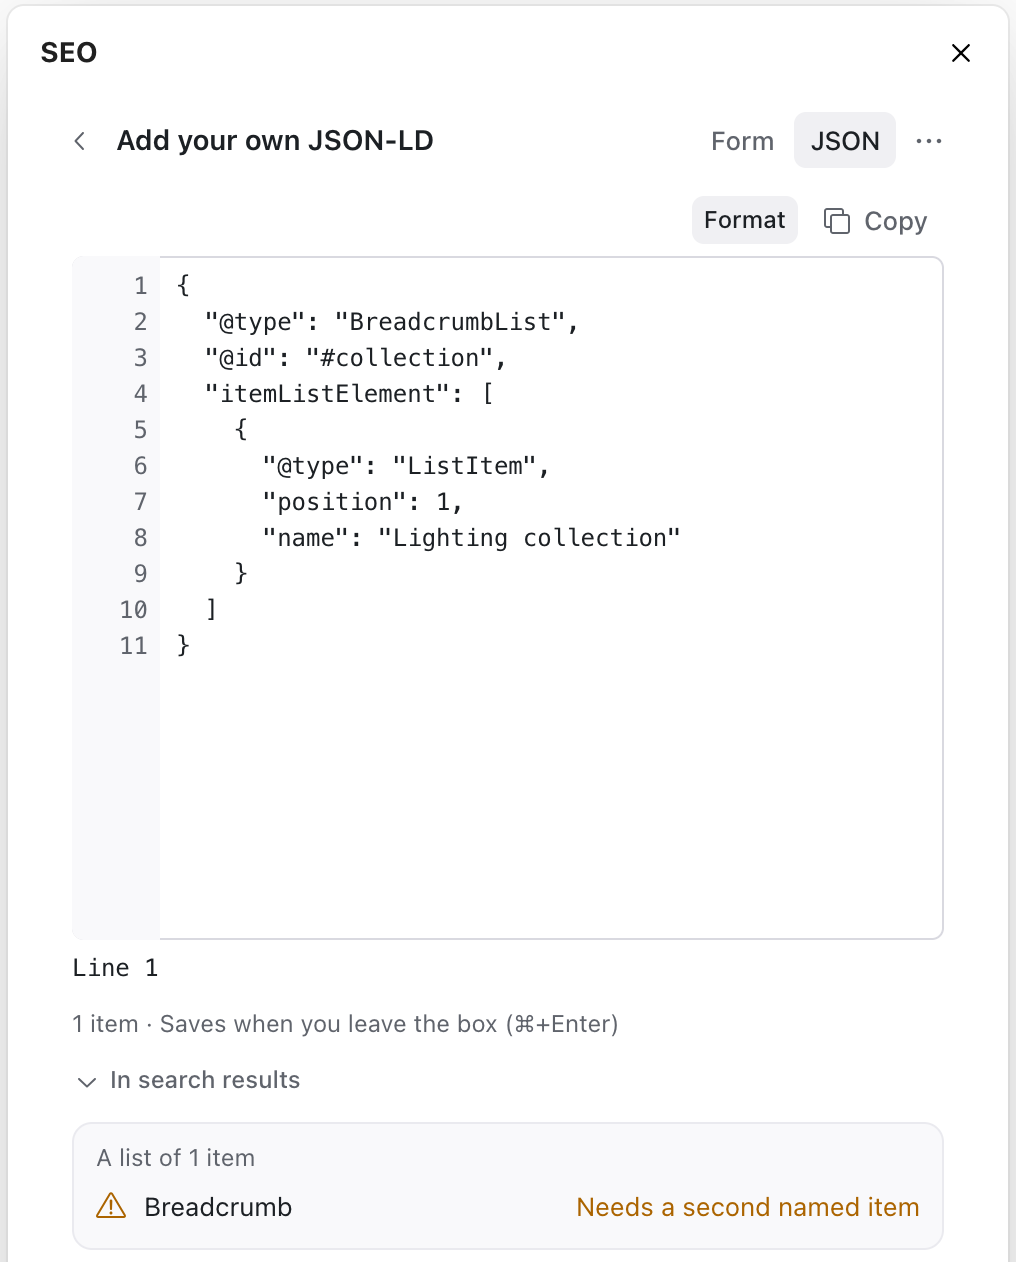 SEO
Add your own JSON-LD
Form JSON
Format Copy
1 {
2   "@type": "BreadcrumbList",
3   "@id": "#collection",
4   "itemListElement": [
5     {
6       "@type": "ListItem",
7       "position": 1,
8       "name": "Lighting collection"
9     }
10   ]
11 }
Line 1
1 item · Saves when you leave the box (⌘+Enter)
In search results
A list of 1 item
Breadcrumb Needs a second named item